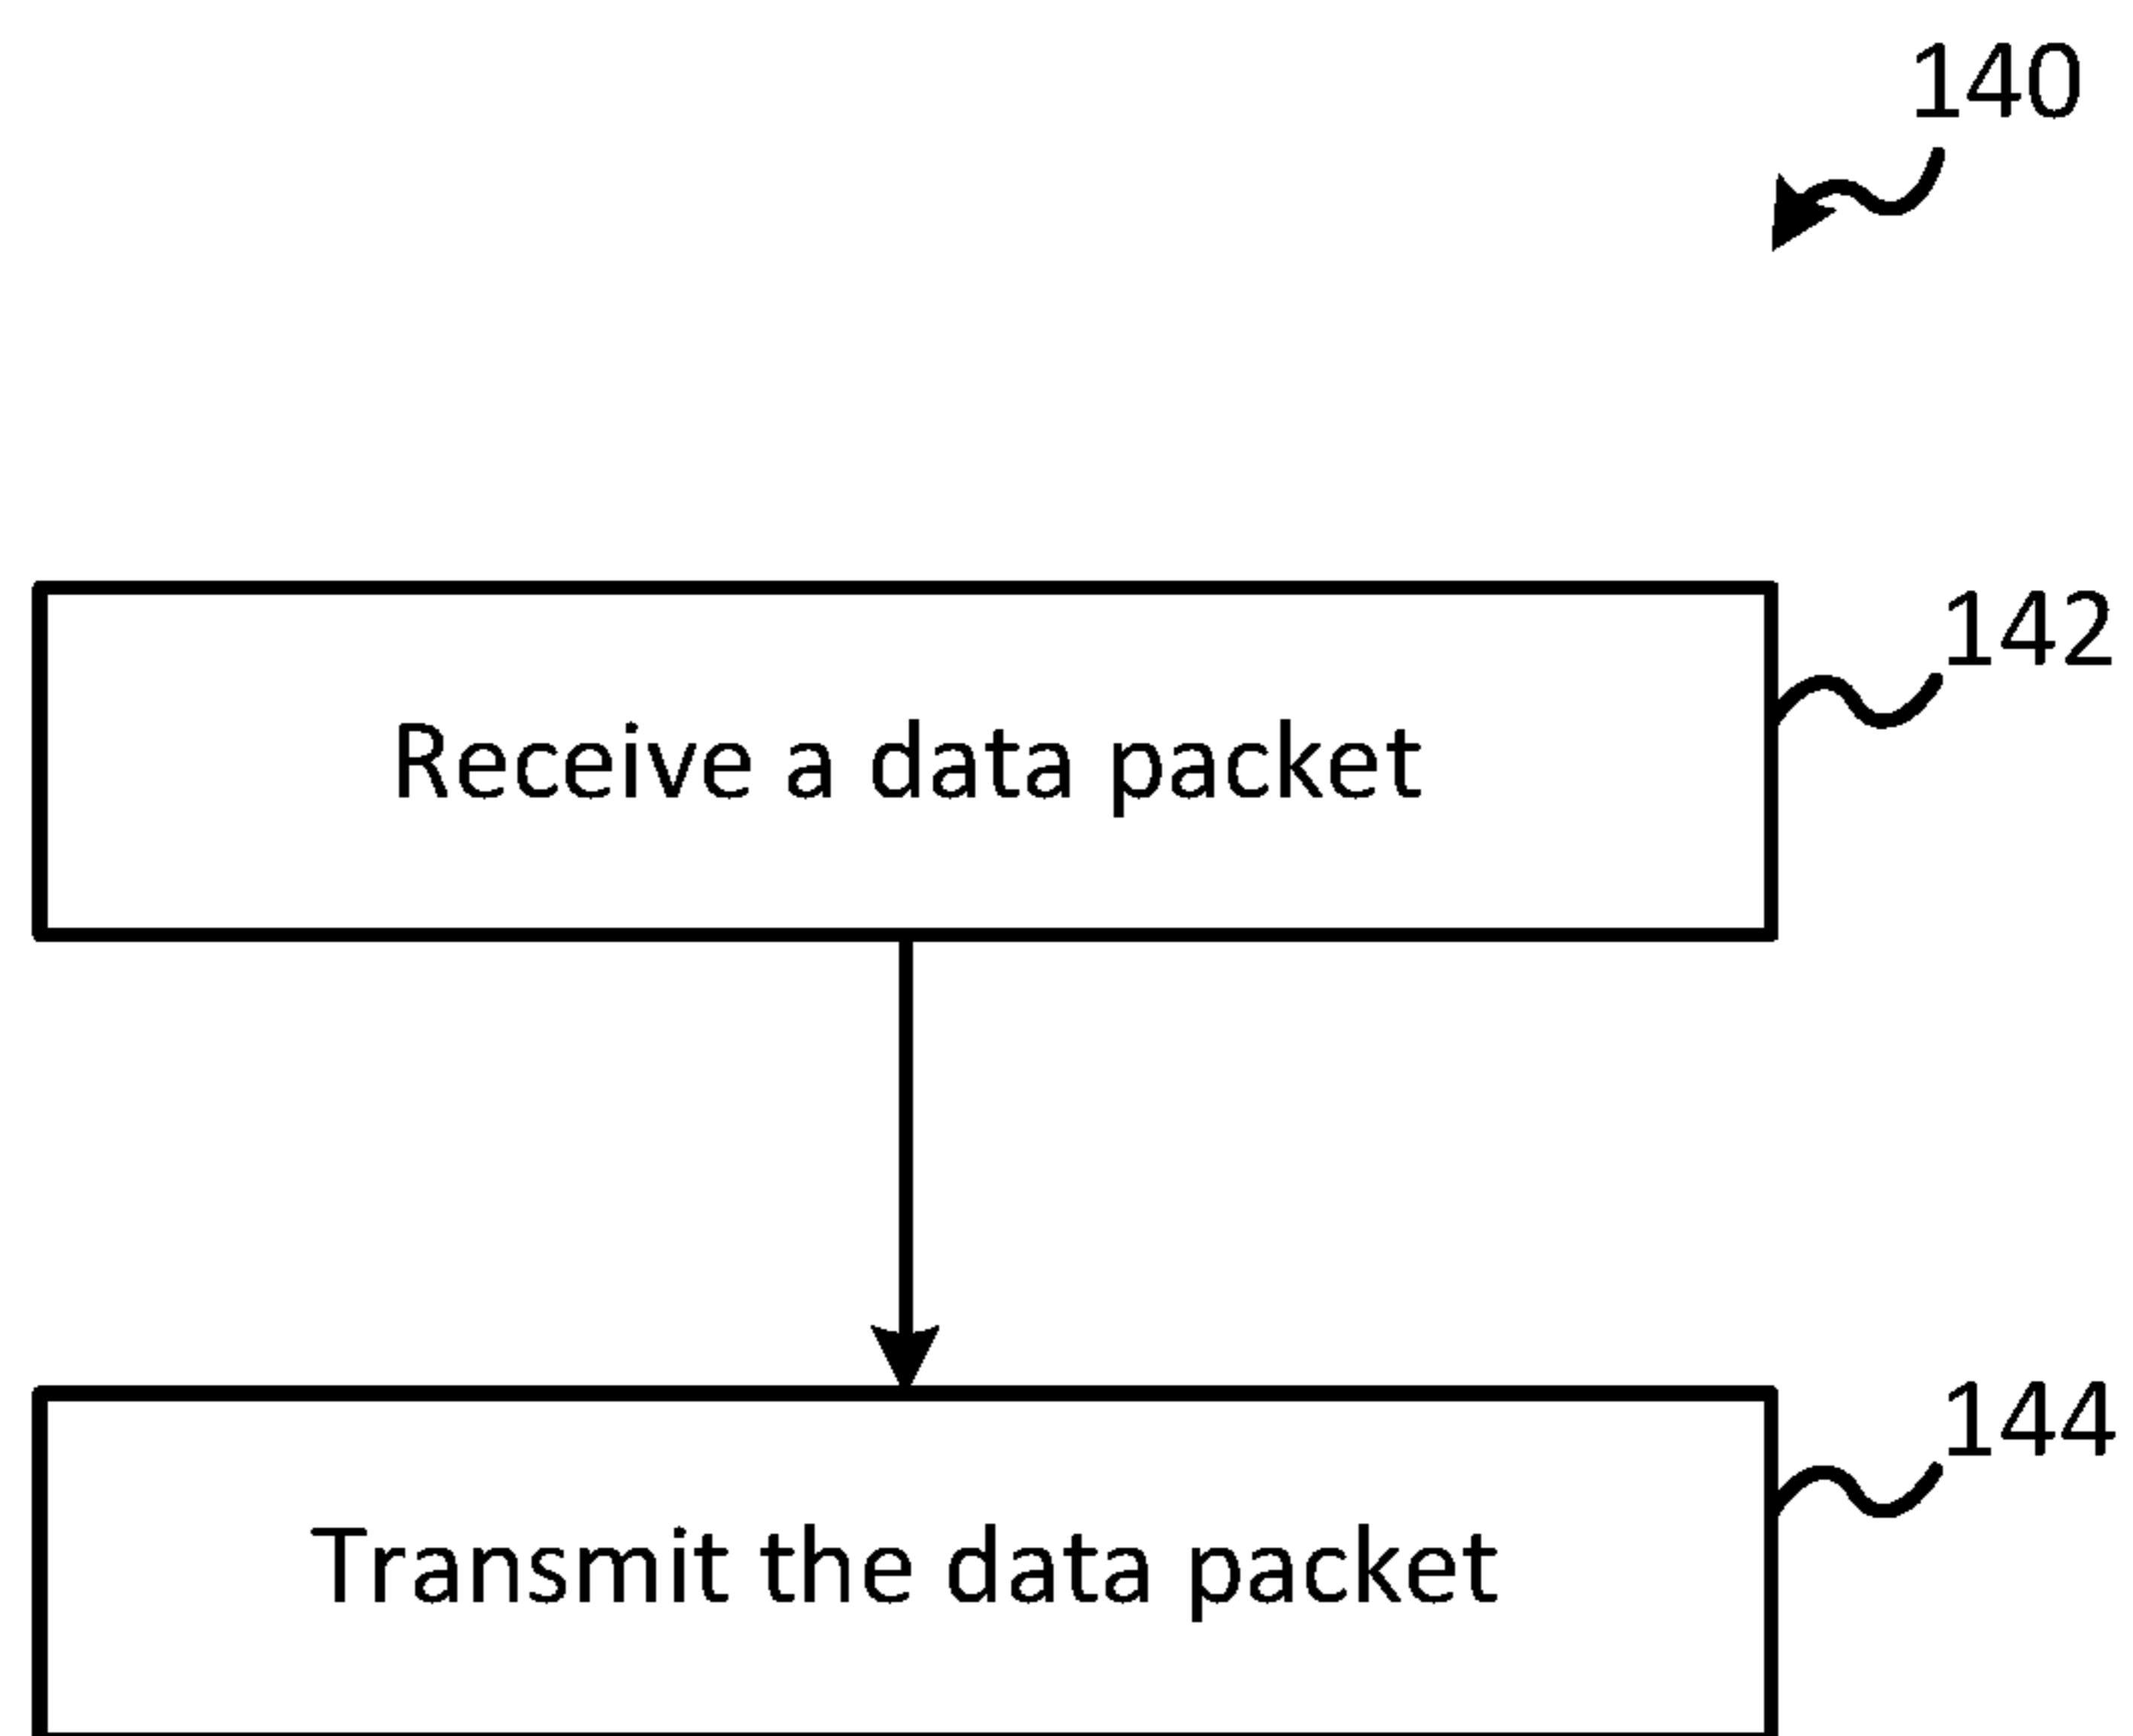 140
142
Receive a data packet
144
Transmit the data packet